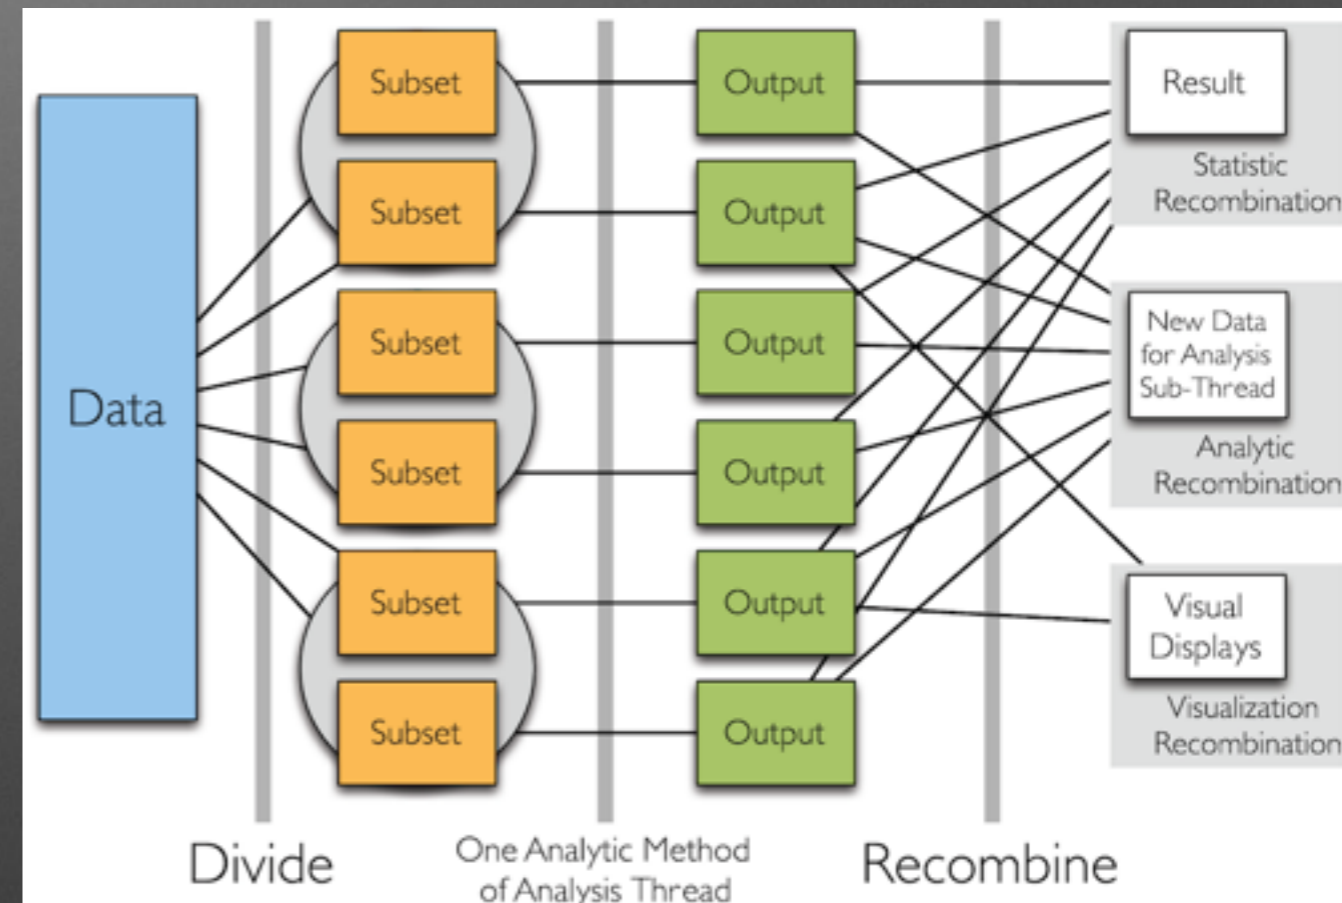 Data
Subset
Subset
Subset
Subset
Subset
Subset
Output
Output
Output
Output
Output
Output
Result
Statistic
Recombination
New Data
for Analysis
Sub-Thread
Analytic
Recombination
Visual
Displays
Visualization
Recombination
Divide
One Analytic Method
of Analysis Thread
Recombine